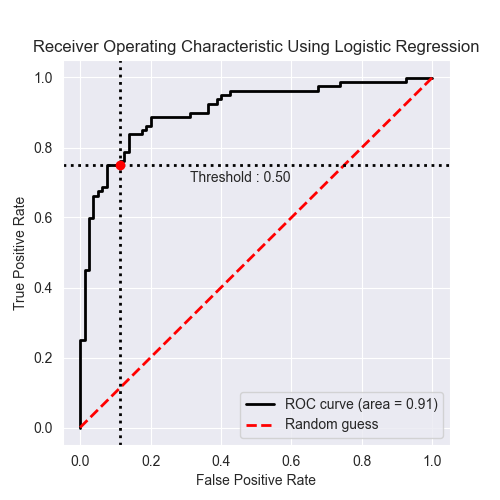 Receiver Operating Characteristic Using Logistic Regression
1.0
0.8
0.6
0.4
0.2
0.0
True Positive Rate
Threshold : 0.50
ROC curve (area = 0.91)
Random guess
0.0 0.2 0.4 0.6 0.8 1.0
False Positive Rate